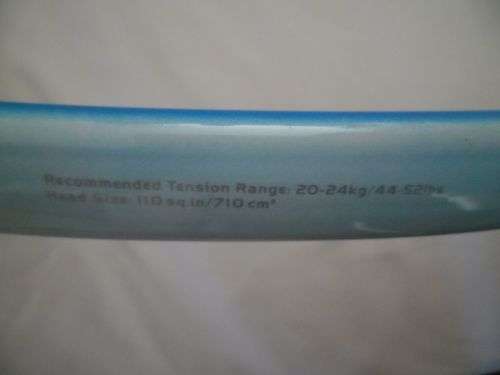 Recommended Tension Range: 20-24kg/44-52lbs
Head Size: 110 sq.in/710 cm²